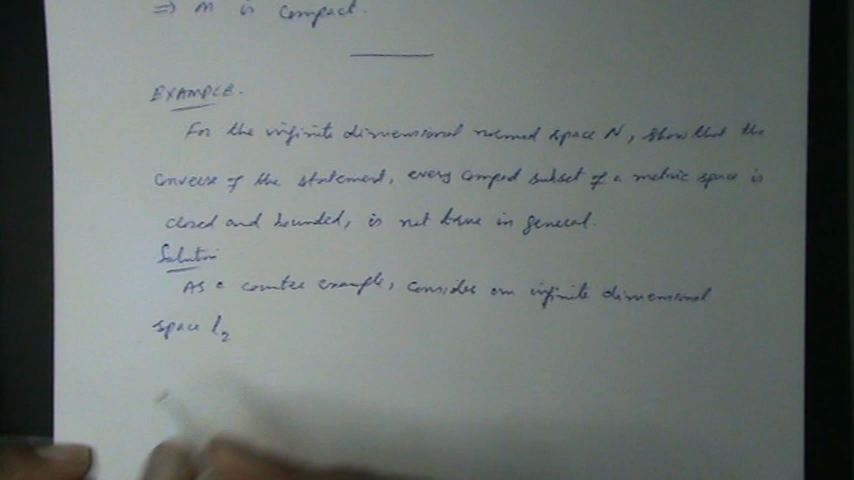 ⇒ M is compact.
EXAMPLE.
For the infinite dimensional normed space N, show that the
converse of the statement, every compact subset of a metric space is
closed and bounded, is not true in general.
Solution
As a counter example, consider an infinite dimensional
space l₂